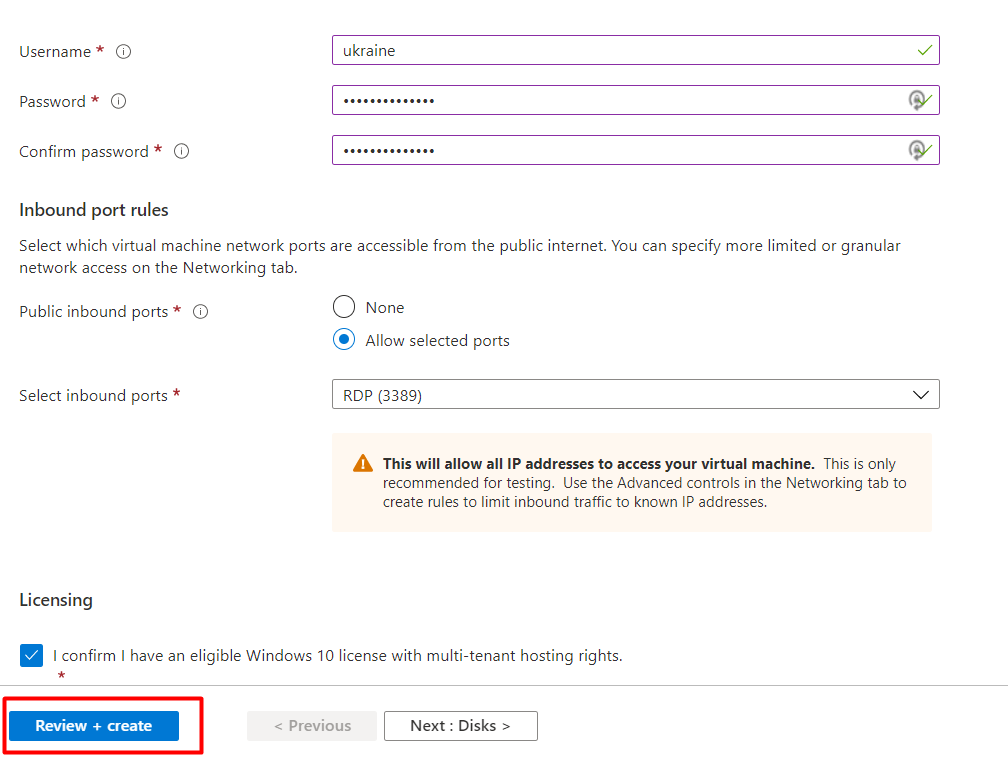 Username *
ukraine
Password *
••••••••••••••
Confirm password *
••••••••••••••
Inbound port rules
Select which virtual machine network ports are accessible from the public internet. You can specify more limited or granular
network access on the Networking tab.
Public inbound ports *
None
Allow selected ports
Select inbound ports *
RDP (3389)
This will allow all IP addresses to access your virtual machine. This is only
recommended for testing. Use the Advanced controls in the Networking tab to
create rules to limit inbound traffic to known IP addresses.
Licensing
I confirm I have an eligible Windows 10 license with multi-tenant hosting rights.
*
Review + create
< Previous
Next : Disks >